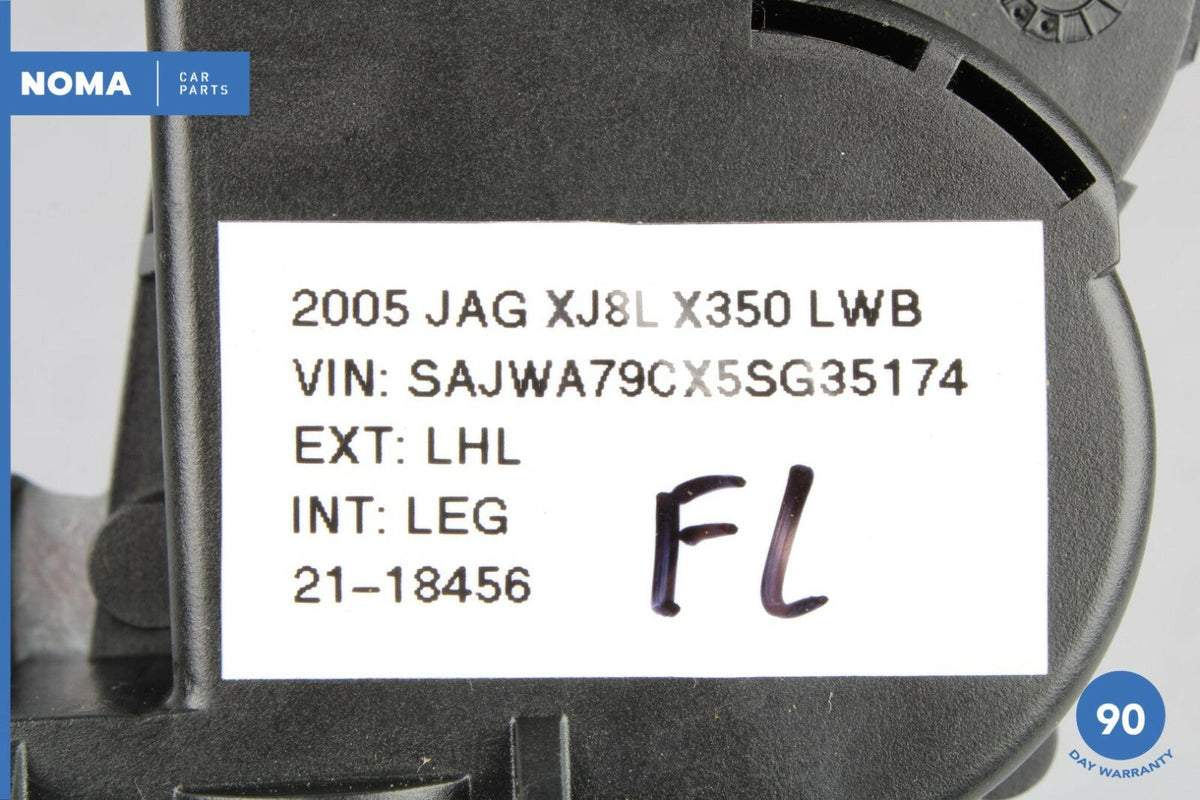 NOMA CAR PARTS
2005 JAG XJ8L X350 LWB
VIN: SAJWA79CX5SG35174
EXT: LHL
INT: LEG
21-18456
FL
90
DAY WARRANTY